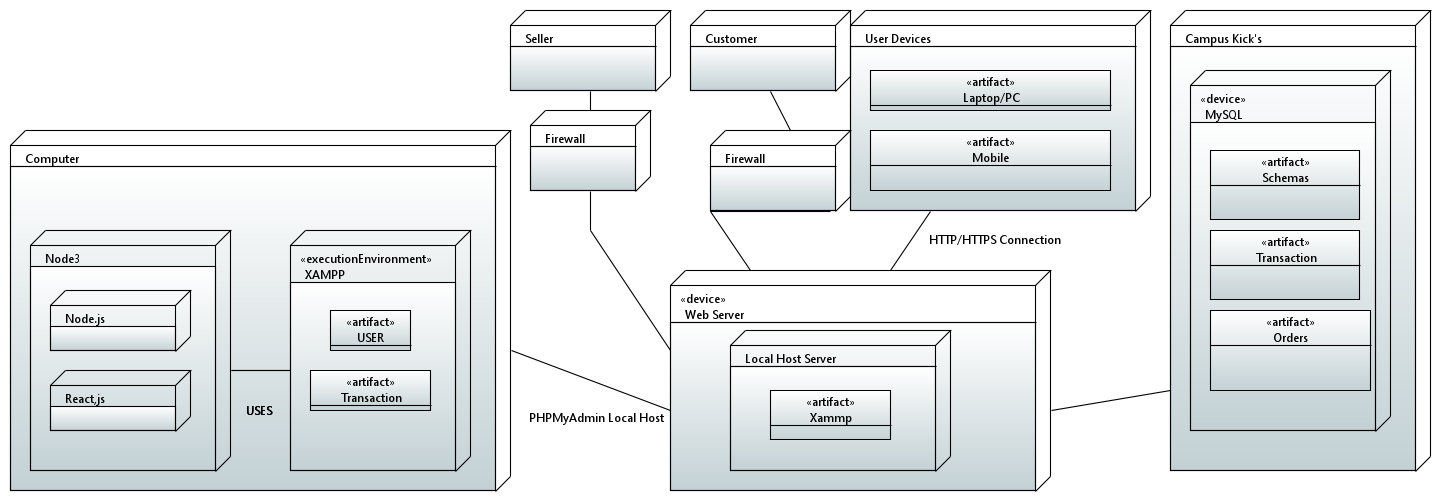 Seller
Customer
User Devices
«artifact»
Laptop/PC
«artifact»
Mobile
Firewall
Firewall
HTTP/HTTPS Connection
Campus Kick's
«device»
MySQL
«artifact»
Schemas
«artifact»
Transaction
«artifact»
Orders
Computer
Node3
Node.js
React,js
USES
«executionEnvironment»
XAMPP
«artifact»
USER
«artifact»
Transaction
PHPMyAdmin Local Host
«device»
Web Server
Local Host Server
«artifact»
Xammp